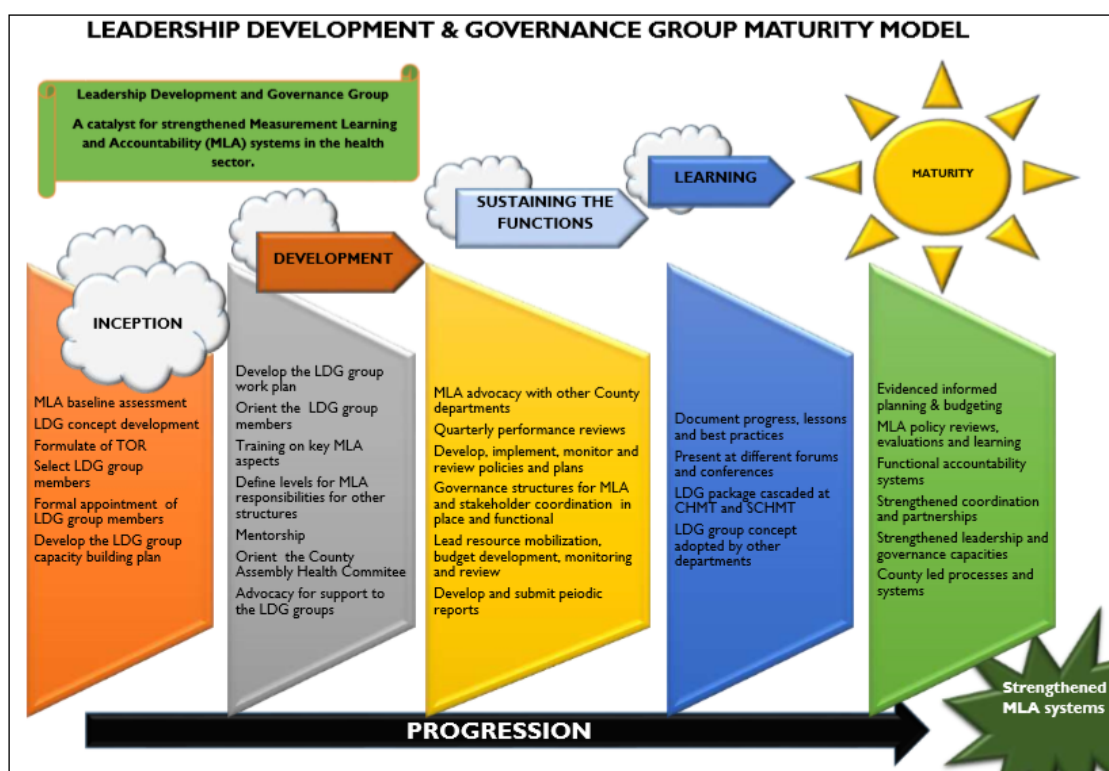 LEADERSHIP DEVELOPMENT & GOVERNANCE GROUP MATURITY MODEL
Leadership Development and Governance Group
A catalyst for strengthened Measurement Learning
and Accountability (MLA) systems in the health
sector.
INCEPTION
MLA baseline assessment
LDG concept development
Formulate of TOR
Select LDG group
members
Formal appointment of
LDG group members
Develop the LDG group
capacity building plan
DEVELOPMENT
Develop the LDG group
work plan
Orient the LDG group
members
Training on key MLA
aspects
Define levels for MLA
responsibilities for other
structures
Mentorship
Orient the County
Assembly Health Commitee
Advocacy for support to
the LDG groups
SUSTAINING THE
FUNCTIONS
MLA advocacy with other County
departments
Quarterly performance reviews
Develop, implement, monitor and
review policies and plans
Governance structures for MLA
and stakeholder coordination in
place and functional
Lead resource mobilization,
budget development, monitoring
and review
Develop and submit peiodic
reports
LEARNING
Document progress, lessons
and best practices
Present at different forums
and conferences
LDG package cascaded at
CHMT and SCHMT
LDG group concept
adopted by other
departments
MATURITY
Evidenced informed
planning & budgeting
MLA policy reviews,
evaluations and learning
Functional accountability
systems
Strengthened coordination
and partnerships
Strengthened leadership and
governance capacities
County led processes and
systems
Strengthened
MLA systems
PROGRESSION